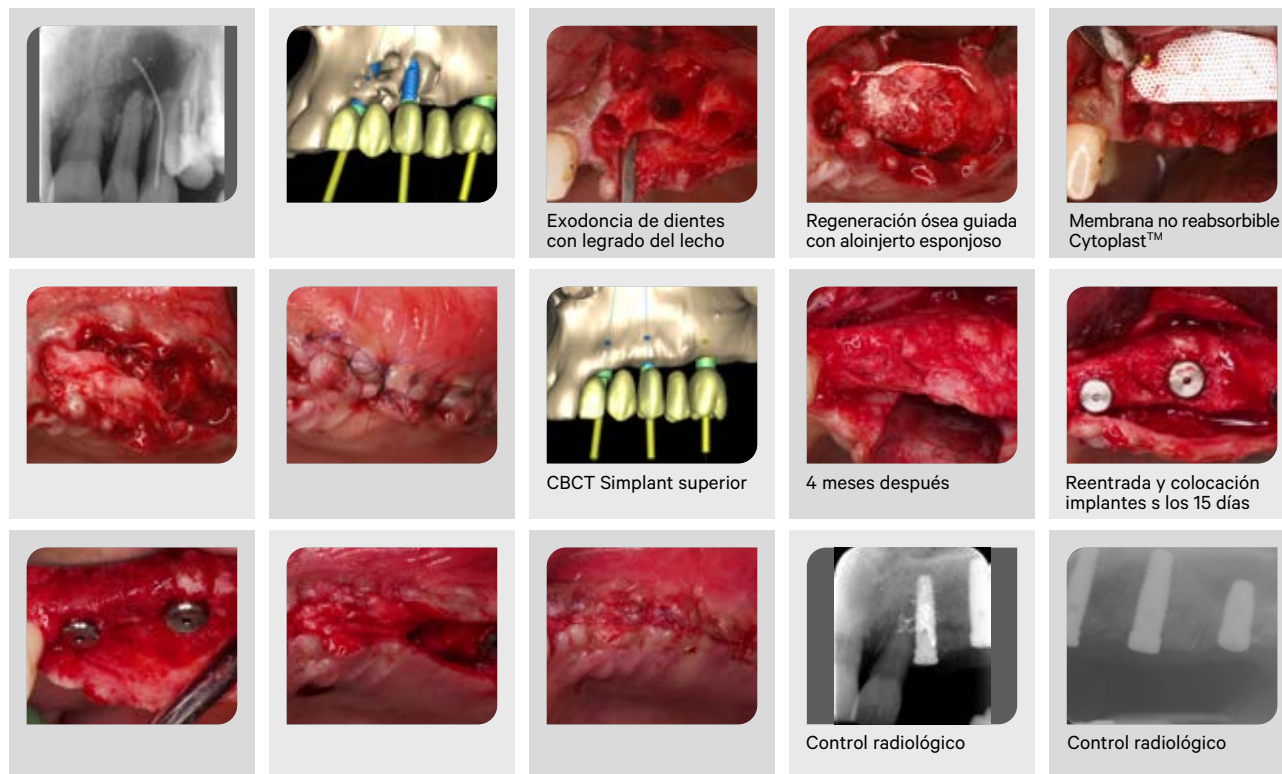 Exodoncia de dientes
con legrado del lecho
Regeneración ósea guiada
con aloinjerto esponjoso
Membrana no reabsorbible
Cytoplast™
CBCT Simplant superior
4 meses después
Reentrada y colocación
implantes s los 15 días
Control radiológico
Control radiológico